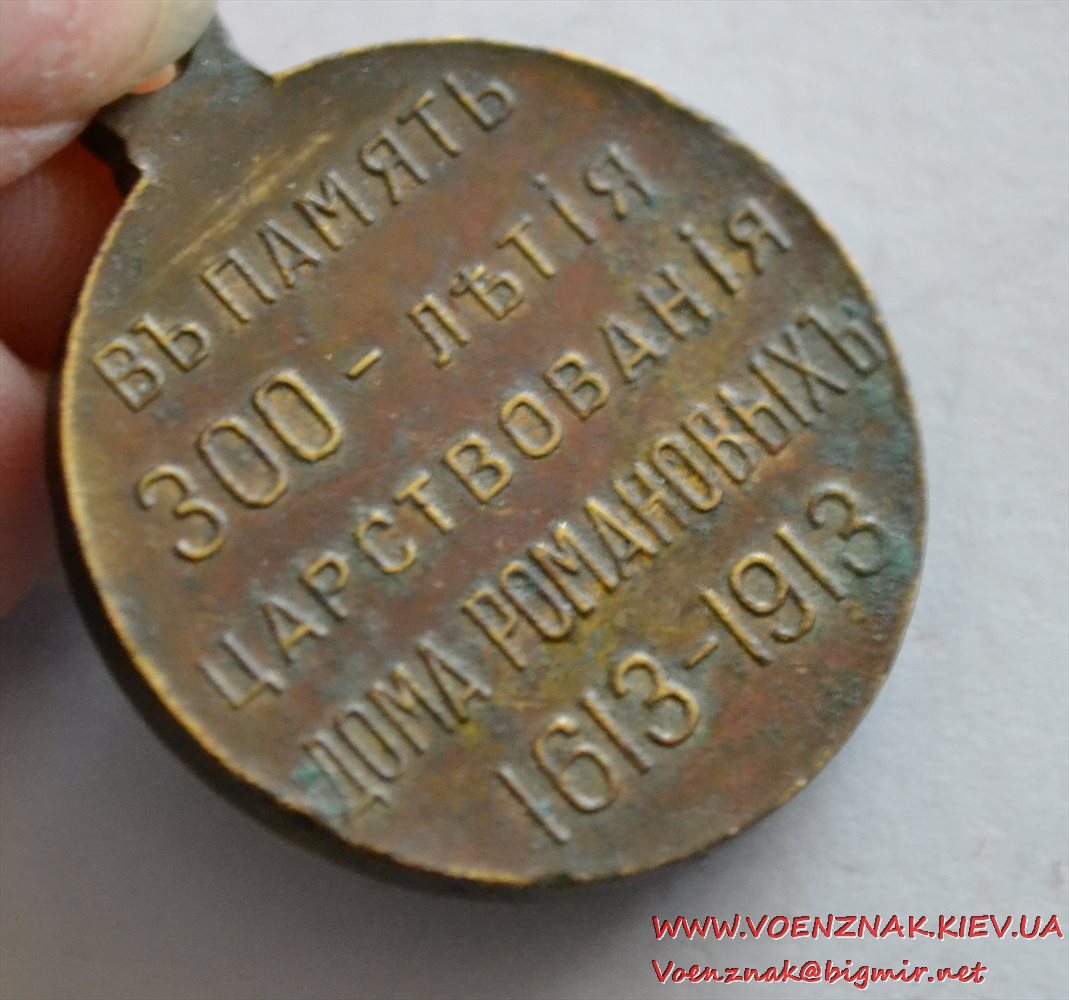 ВЪ ПАМЯТЬ
300-ЛѢТІЯ
ЦАРСТВОВАНІЯ
ДОМА РОМАНОВЫХЪ
1613-1913
WWW.VOENZNAK.KIEV.UA
Voenznak@bigmir.net